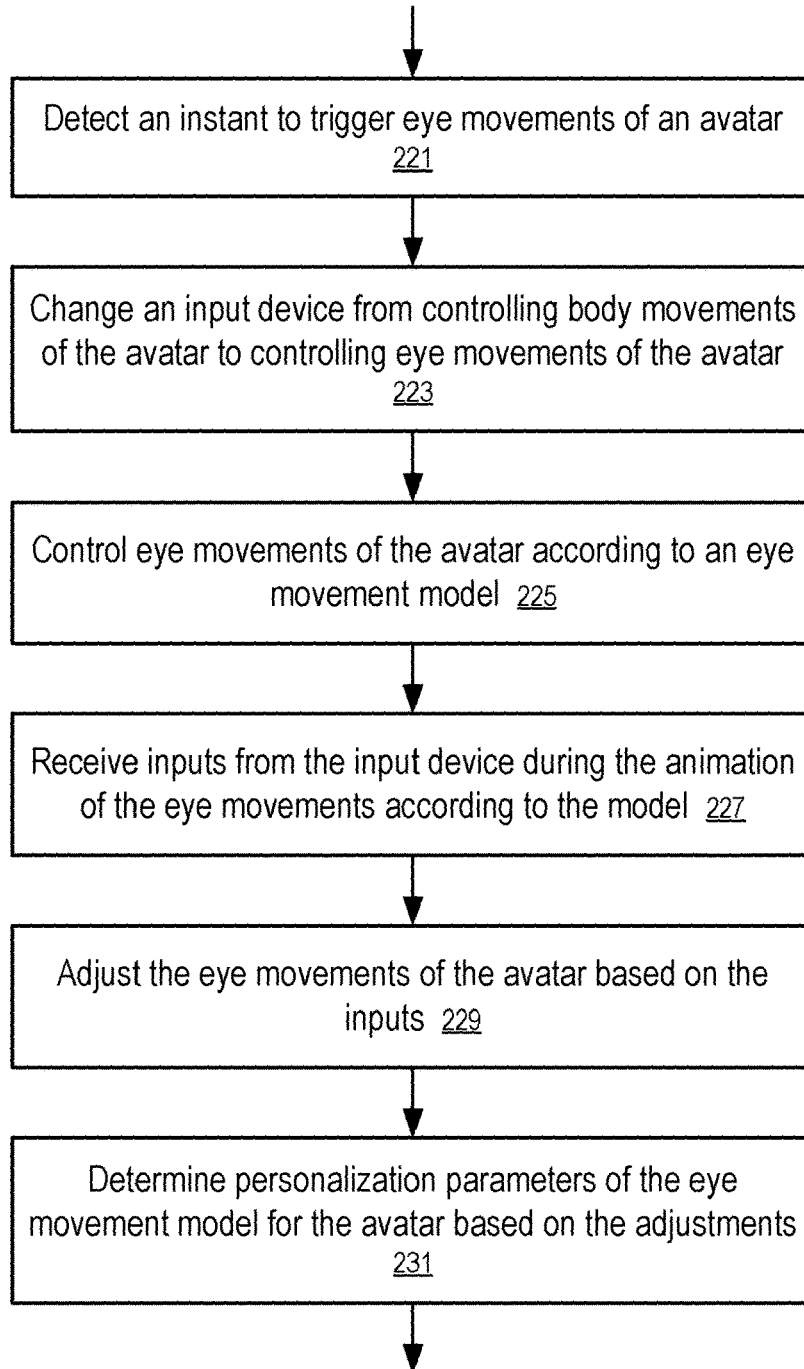 Detect an instant to trigger eye movements of an avatar
221
Change an input device from controlling body movements
of the avatar to controlling eye movements of the avatar
223
Control eye movements of the avatar according to an eye
movement model 225
Receive inputs from the input device during the animation
of the eye movements according to the model 227
Adjust the eye movements of the avatar based on the
inputs 229
Determine personalization parameters of the eye
movement model for the avatar based on the adjustments
231